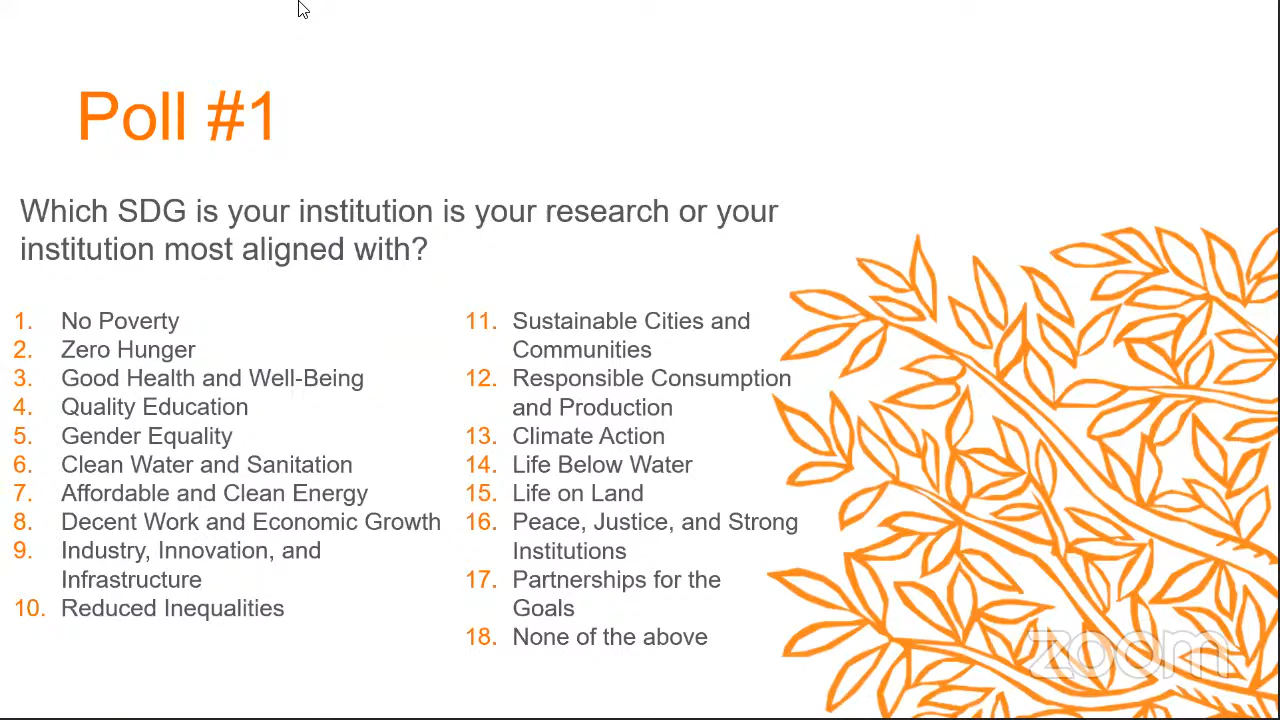 Poll #1
Which SDG is your institution is your research or your
institution most aligned with?
1. No Poverty
2. Zero Hunger
3. Good Health and Well-Being
4. Quality Education
5. Gender Equality
6. Clean Water and Sanitation
7. Affordable and Clean Energy
8. Decent Work and Economic Growth
9. Industry, Innovation, and
Infrastructure
10. Reduced Inequalities
11. Sustainable Cities and
Communities
12. Responsible Consumption
and Production
13. Climate Action
14. Life Below Water
15. Life on Land
16. Peace, Justice, and Strong
Institutions
17. Partnerships for the
Goals
18. None of the above
zoom